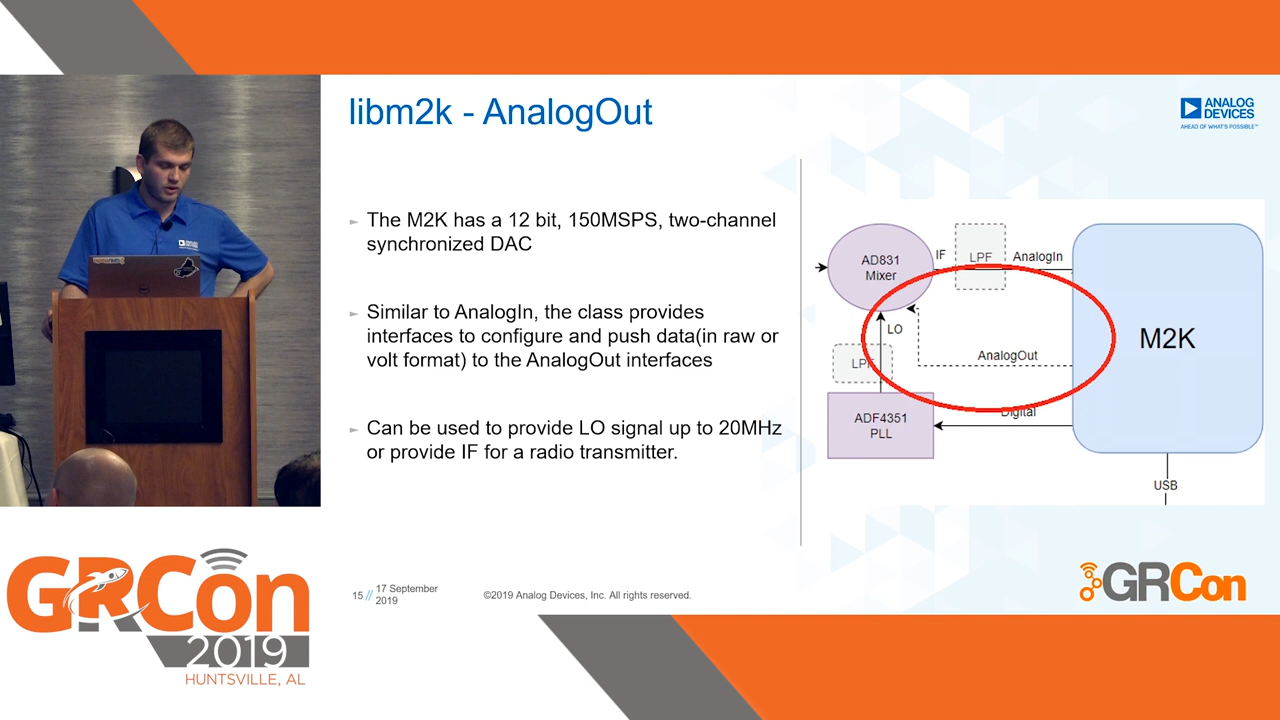 libm2k - AnalogOut
ANALOG
DEVICES
AHEAD OF WHAT'S POSSIBLE™
► The M2K has a 12 bit, 150MSPS, two-channel
synchronized DAC
► Similar to AnalogIn, the class provides
interfaces to configure and push data(in raw or
volt format) to the AnalogOut interfaces
► Can be used to provide LO signal up to 20MHz
or provide IF for a radio transmitter.
AD831
Mixer
IF
LPF
AnalogIn
LO
M2K
AnalogOut
LPF
ADF4351
PLL
Digital
USB
15 // 17 September
2019
©2019 Analog Devices, Inc. All rights reserved.
GRCon
GRCon
2019
HUNTSVILLE, AL